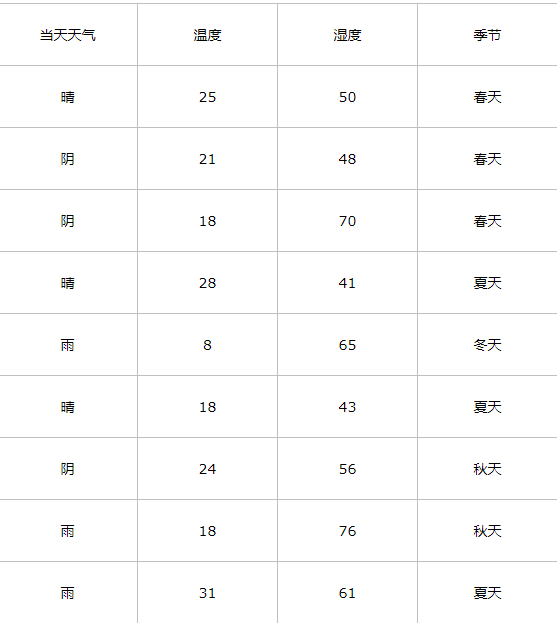 当天天气 温度 湿度 季节
晴 25 50 春天
阴 21 48 春天
阴 18 70 春天
晴 28 41 夏天
雨 8 65 冬天
晴 18 43 夏天
阴 24 56 秋天
雨 18 76 秋天
雨 31 61 夏天